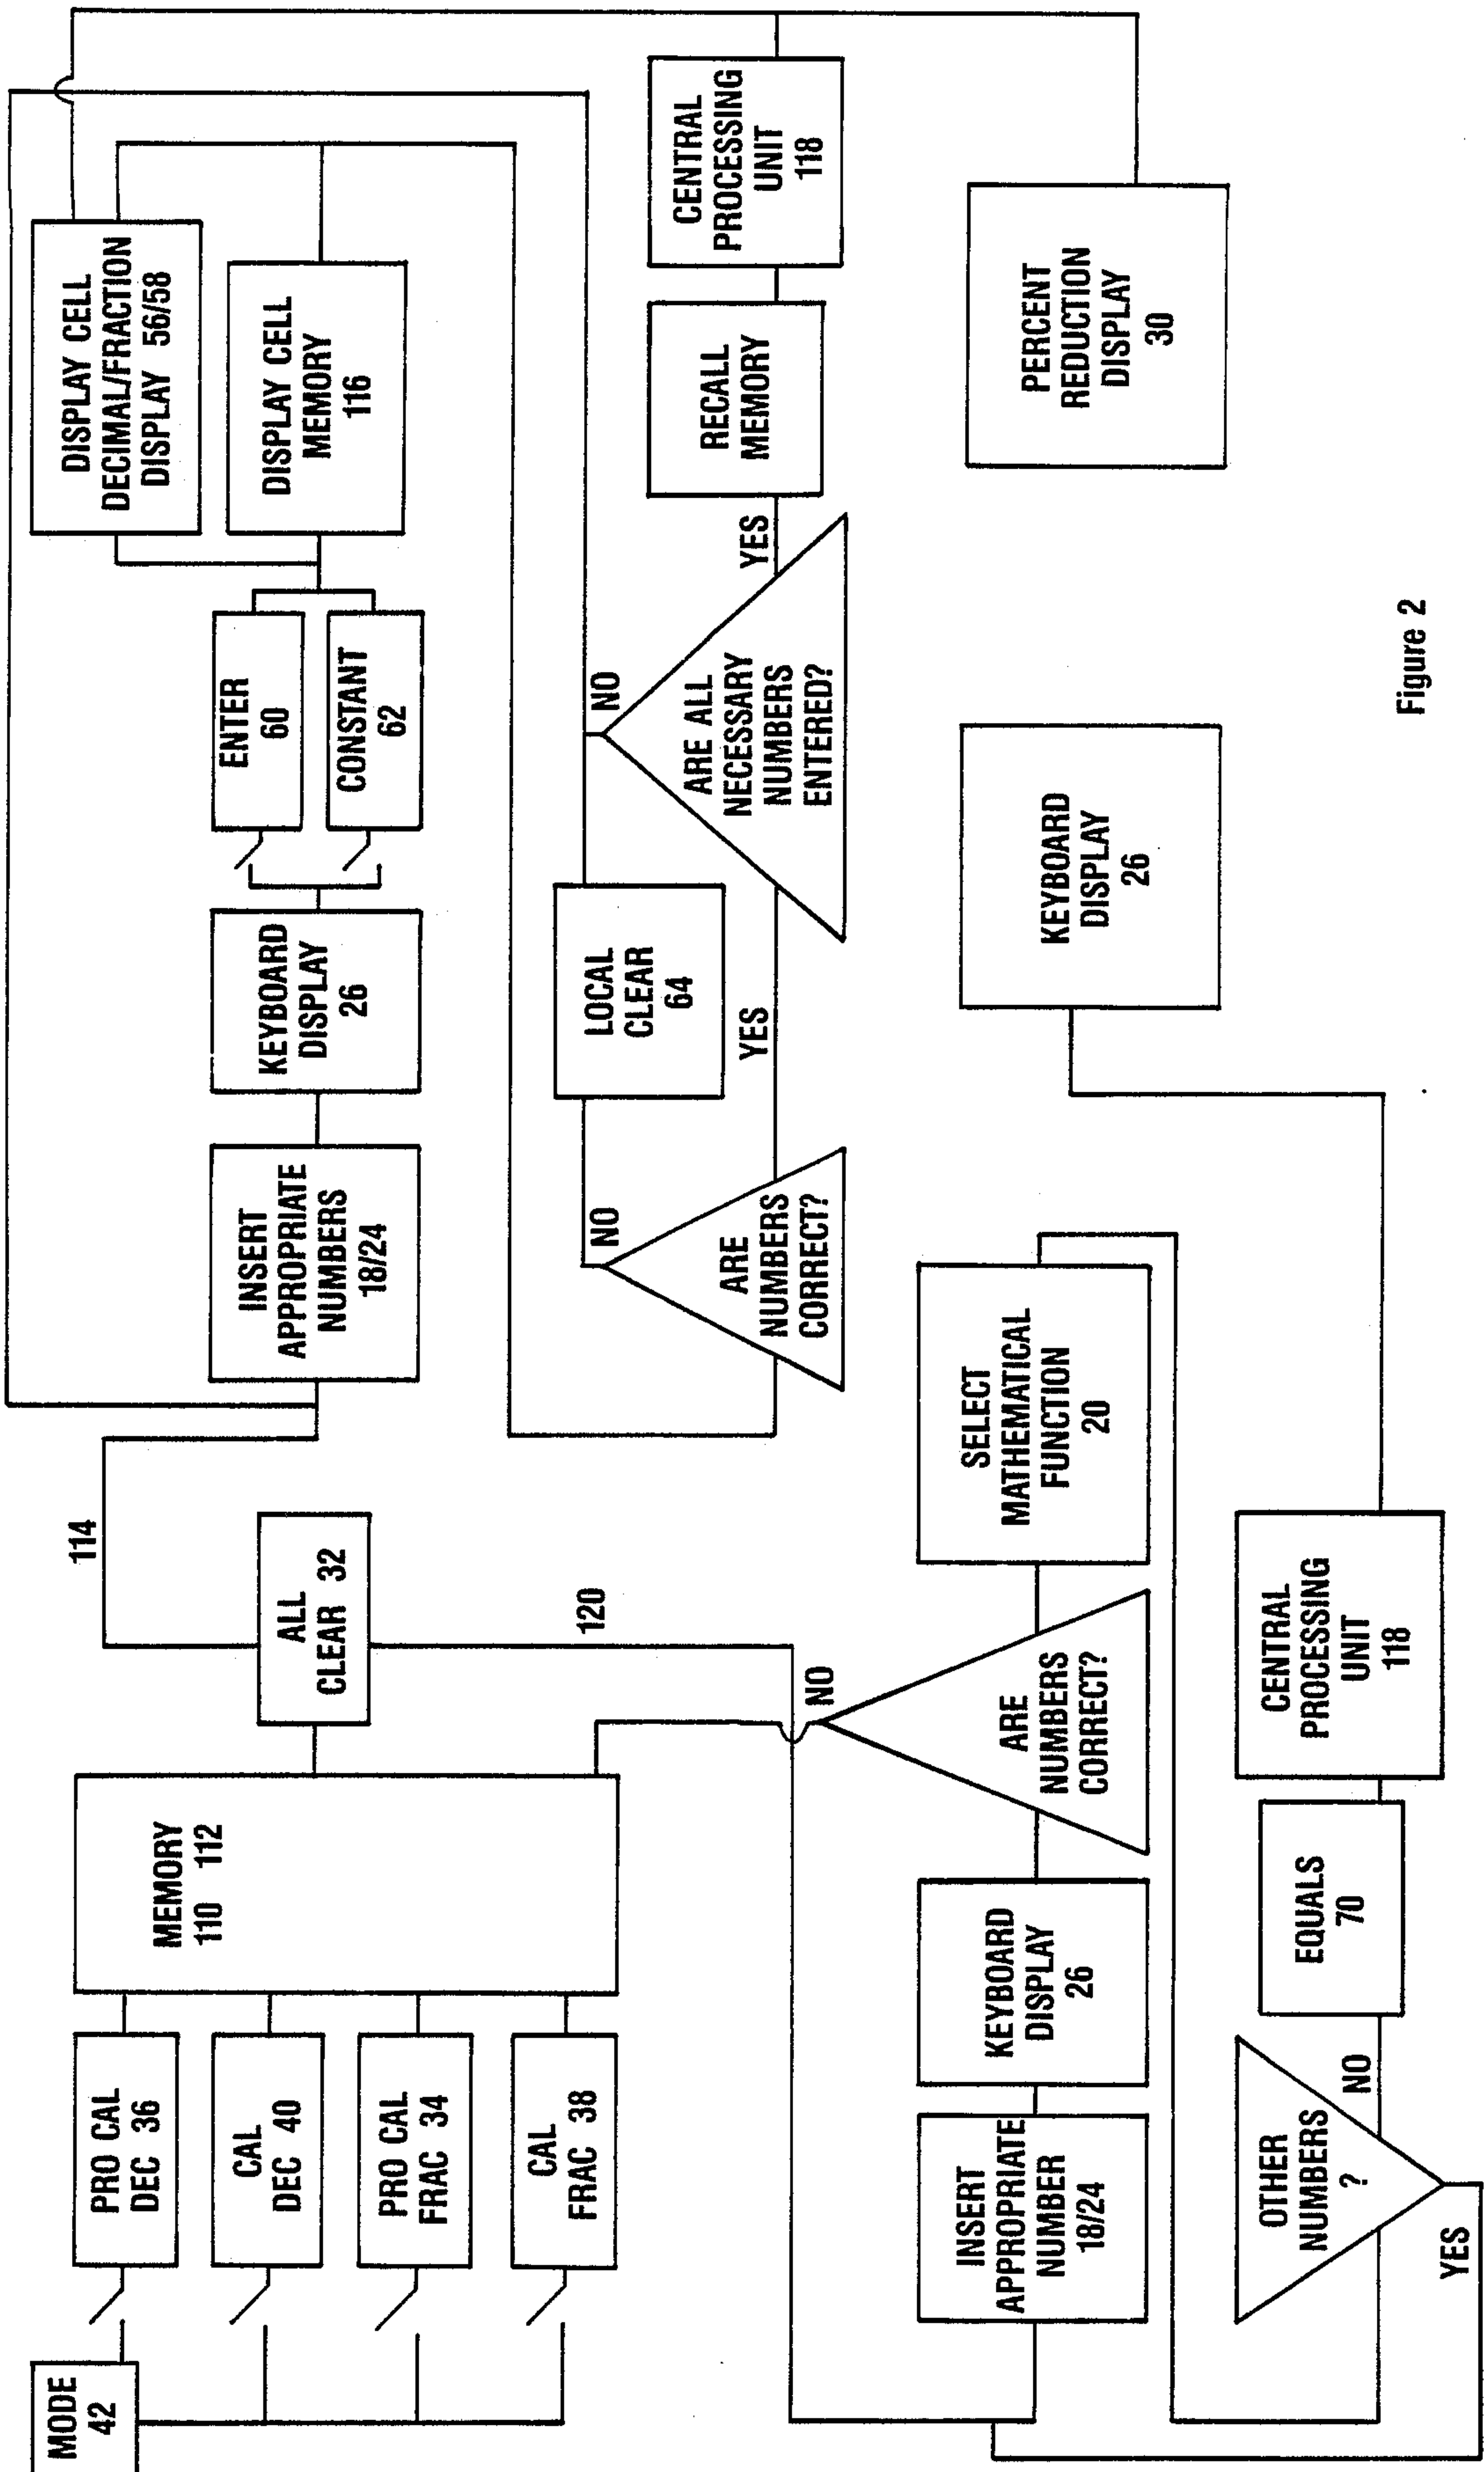 MODE
42
PRO CAL
DEC 36
CAL
DEC 40
PRO CAL
FRAC 34
CAL
FRAC 38
MEMORY
110 112
ALL
CLEAR 32
114
120
INSERT
APPROPRIATE
NUMBERS
18/24
KEYBOARD
DISPLAY
26
ENTER
60
CONSTANT
62
DISPLAY CELL
DECIMAL/FRACTION
DISPLAY 56/58
DISPLAY CELL
MEMORY
116
NO
ARE
NUMBERS
CORRECT?
YES
LOCAL
CLEAR
64
NO
ARE ALL
NECESSARY
NUMBERS
ENTERED?
YES
RECALL
MEMORY
CENTRAL
PROCESSING
UNIT
118
PERCENT
REDUCTION
DISPLAY
30
INSERT
APPROPRIATE
NUMBER
18/24
KEYBOARD
DISPLAY
26
NO
ARE
NUMBERS
CORRECT?
SELECT
MATHEMATICAL
FUNCTION
20
OTHER
NUMBERS
?
YES
NO
EQUALS
70
CENTRAL
PROCESSING
UNIT
118
KEYBOARD
DISPLAY
26
Figure 2